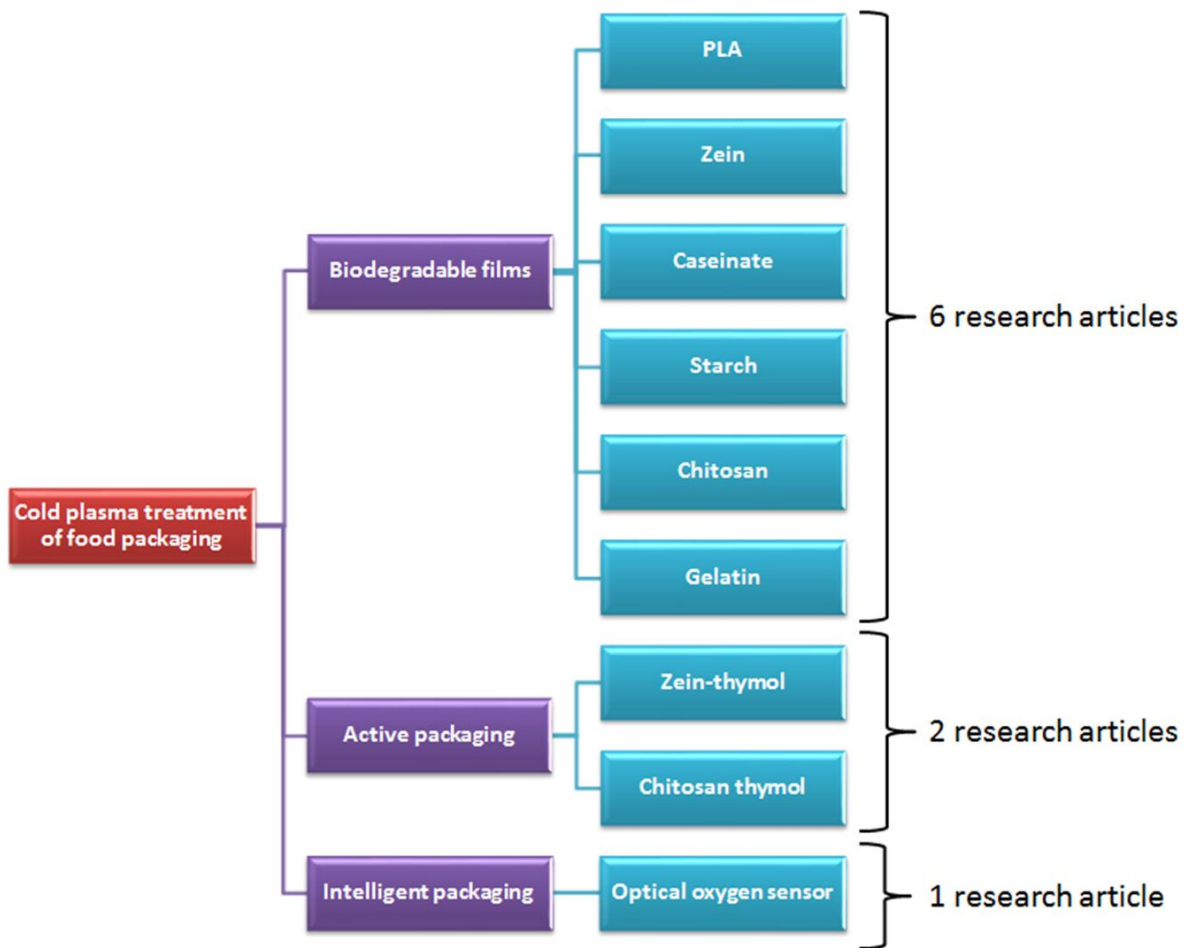 PLA
Zein
Caseinate
Starch
Chitosan
Gelatin
Biodegradable films
6 research articles
Cold plasma treatment
of food packaging
Zein-thymol
Chitosan thymol
Active packaging
2 research articles
Intelligent packaging
Optical oxygen sensor
1 research article